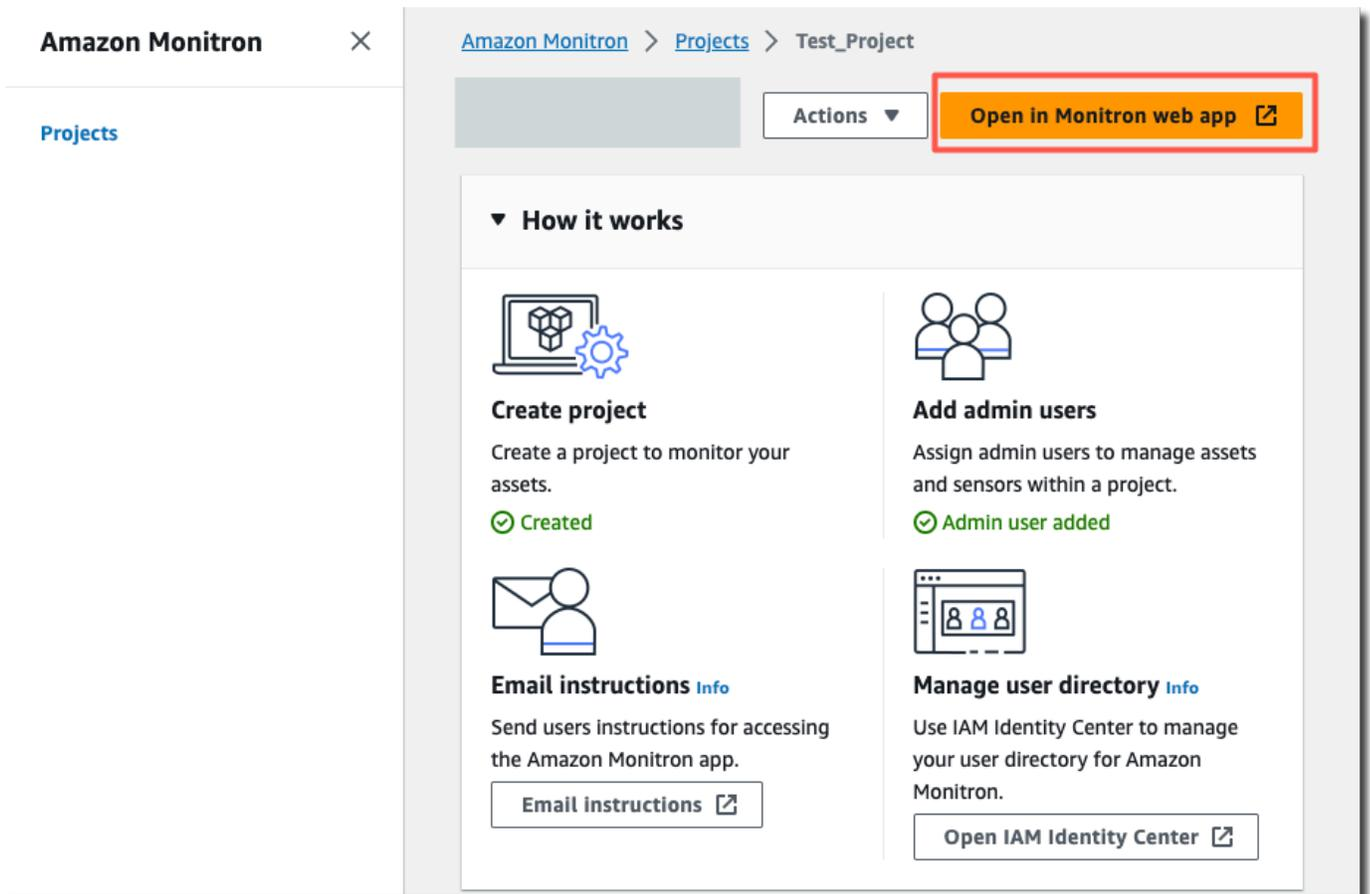 Amazon Monitron
Projects
Amazon Monitron > Projects > Test_Project
Actions
Open in Monitron web app
How it works
Create project
Create a project to monitor your
assets.
Created
Add admin users
Assign admin users to manage assets
and sensors within a project.
Admin user added
Email instructions Info
Send users instructions for accessing
the Amazon Monitron app.
Email instructions
Manage user directory Info
Use IAM Identity Center to manage
your user directory for Amazon
Monitron.
Open IAM Identity Center